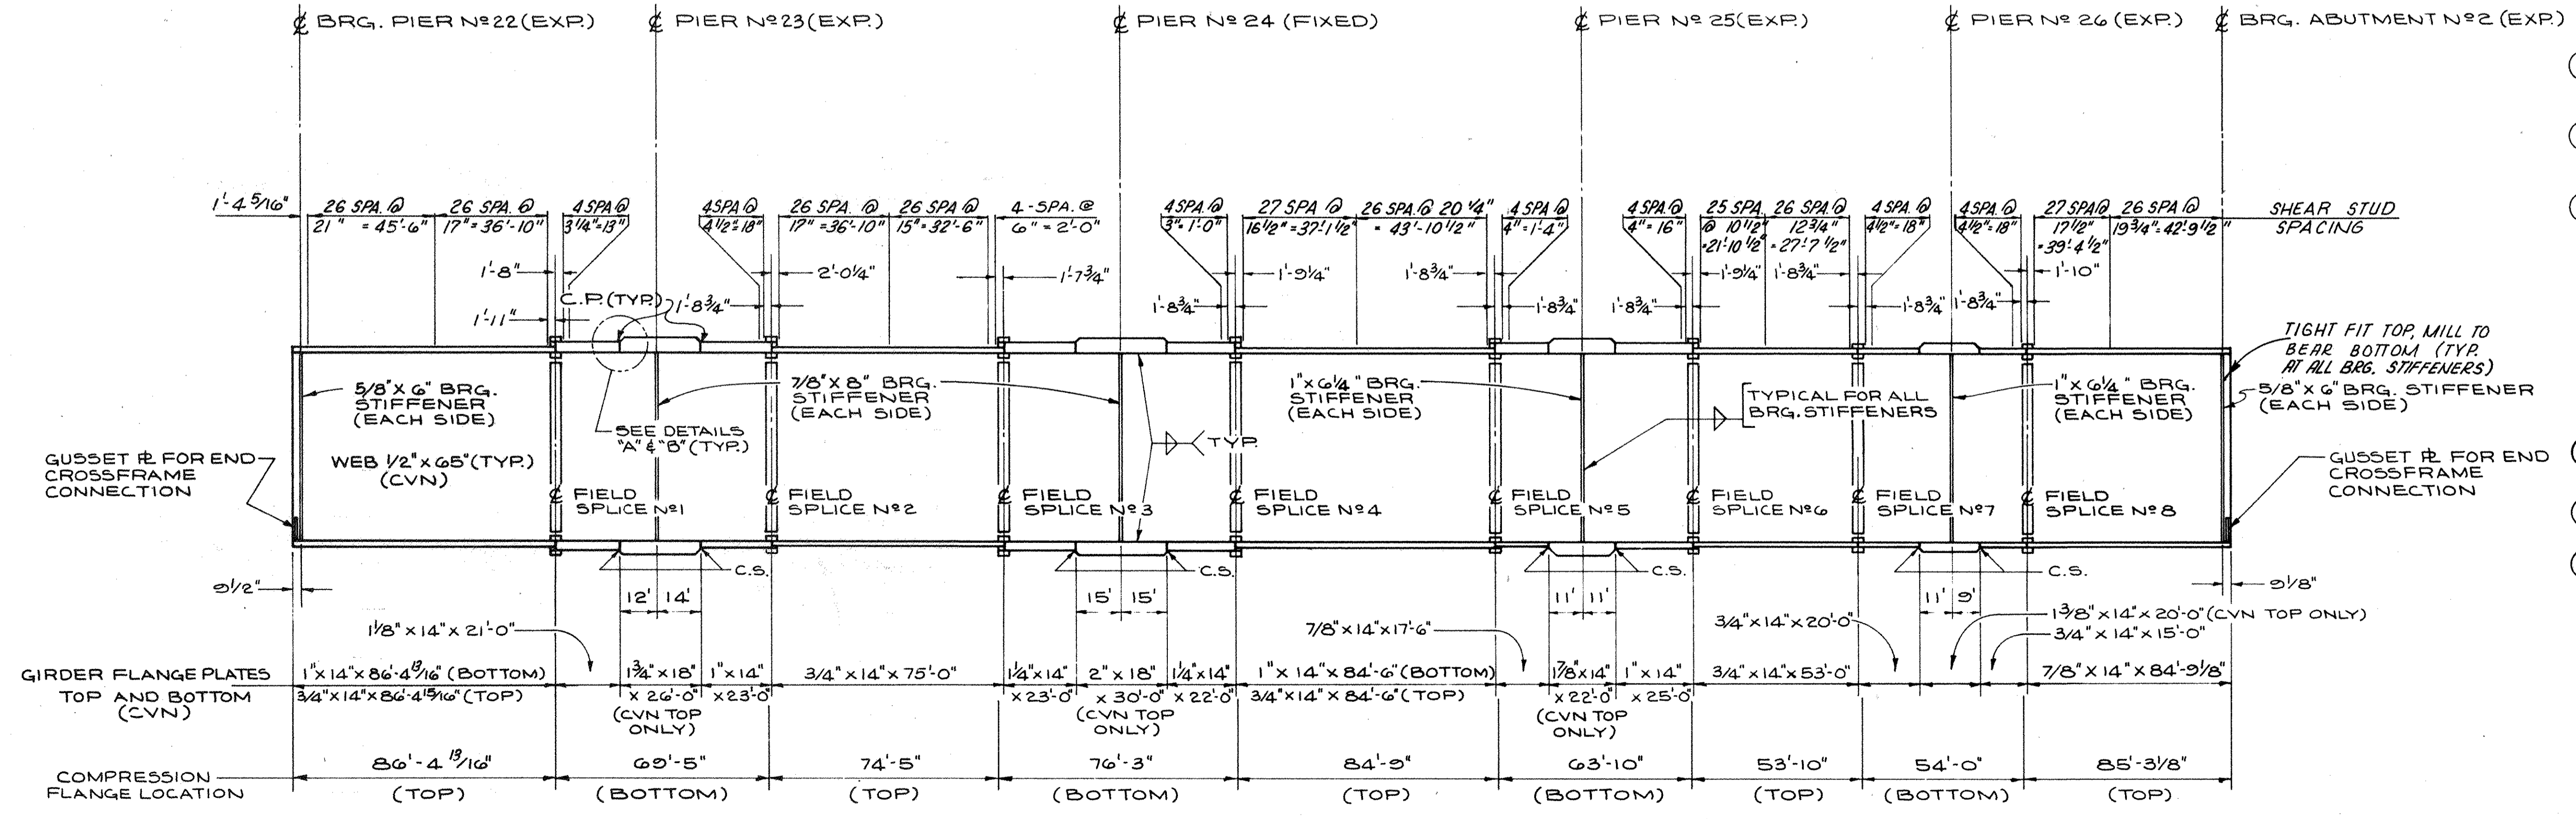 ℄ BRG. PIER Nº 22 (EXP.)
℄ PIER Nº 23 (EXP.)
℄ PIER Nº 24 (FIXED)
℄ PIER Nº 25 (EXP.)
℄ PIER Nº 26 (EXP.)
℄ BRG. ABUTMENT Nº 2 (EXP.)
1'-4 5/16"
26 SPA. @
21" = 45'-6"
26 SPA. @
17" = 36'-10"
4 SPA @
3 1/4" = 13"
4 SPA @
4 1/2" = 18"
26 SPA. @
17" = 36'-10"
26 SPA. @
15" = 32'-6"
4-SPA. @
6" = 2'-0"
4 SPA. @
3" = 1'-0"
27 SPA @
16 1/2" = 37'-1 1/2"
26 SPA. @ 20 1/4"
= 43'-10 1/2"
4 SPA @
4" = 1'-4"
4 SPA. @
4" = 16"
25 SPA.
@ 10 1/2"
= 21'-10 1/2"
26 SPA. @
12 3/4"
= 27'-7 1/2"
4 SPA. @
4 1/2" = 18"
4 SPA. @
4 1/2" = 18"
27 SPA @
17 1/2"
= 39'-4 1/2"
26 SPA @
19 3/4" = 42'-9 1/2"
SHEAR STUD
SPACING
1'-8"
2'-0 1/4"
1'-7 3/4"
1'-9 1/4"
1'-8 3/4"
1'-9 1/4"
1'-8 3/4"
1'-10"
C.P. (TYP.)
1'-8 3/4"
1'-11"
1'-8 3/4"
1'-8 3/4"
1'-8 3/4"
1'-8 3/4"
1'-8 3/4"
TIGHT FIT TOP, MILL TO
BEAR BOTTOM (TYP.
AT ALL BRG. STIFFENERS)
5/8" X 6" BRG.
STIFFENER
(EACH SIDE)
7/8" X 8" BRG.
STIFFENER
(EACH SIDE)
1" X 6 1/4" BRG.
STIFFENER
(EACH SIDE)
TYPICAL FOR ALL
BRG. STIFFENERS
1" X 6 1/4" BRG.
STIFFENER
(EACH SIDE)
5/8" X 6" BRG. STIFFENER
(EACH SIDE)
SEE DETAILS
"A" & "B" (TYP.)
TYP.
GUSSET ℄ FOR END
CROSSFRAME
CONNECTION
WEB 1/2" X 65" (TYP.)
(CVN)
GUSSET ℄ FOR END
CROSSFRAME
CONNECTION
℄ FIELD
SPLICE Nº 1
℄ FIELD
SPLICE Nº 2
℄ FIELD
SPLICE Nº 3
℄ FIELD
SPLICE Nº 4
℄ FIELD
SPLICE Nº 5
℄ FIELD
SPLICE Nº 6
℄ FIELD
SPLICE Nº 7
℄ FIELD
SPLICE Nº 8
C.S.
C.S.
C.S.
C.S.
9 1/2"
12' 14'
15' 15'
11' 11'
11' 9'
9 1/8"
1 1/8" X 14" X 21'-0"
7/8" X 14" X 17'-6"
3/4" X 14" X 20'-0"
1 3/8" X 14" X 20'-0" (CVN TOP ONLY)
3/4" X 14" X 15'-0"
GIRDER FLANGE PLATES
TOP AND BOTTOM
(CVN)
1" X 14" X 86'-4 13/16" (BOTTOM)
3/4" X 14" X 86'-4 15/16" (TOP)
1 3/4" X 18"
X 26'-0"
(CVN TOP
ONLY)
1" X 14"
X 23'-0"
3/4" X 14" X 75'-0"
1 1/4" X 14"
X 23'-0"
2" X 18"
X 30'-0"
(CVN TOP
ONLY)
1 1/4" X 14"
X 22'-0"
1" X 14" X 84'-6" (BOTTOM)
3/4" X 14" X 84'-6" (TOP)
1 7/8" X 14"
X 22'-0"
(CVN TOP
ONLY)
1" X 14"
X 25'-0"
3/4" X 14" X 53'-0"
7/8" X 14" X 84'-9 1/8"
COMPRESSION
FLANGE LOCATION
86'-4 13/16"
(TOP)
69'-5"
(BOTTOM)
74'-5"
(TOP)
76'-3"
(BOTTOM)
84'-9"
(TOP)
63'-10"
(BOTTOM)
53'-10"
(TOP)
54'-0"
(BOTTOM)
85'-3 1/8"
(TOP)